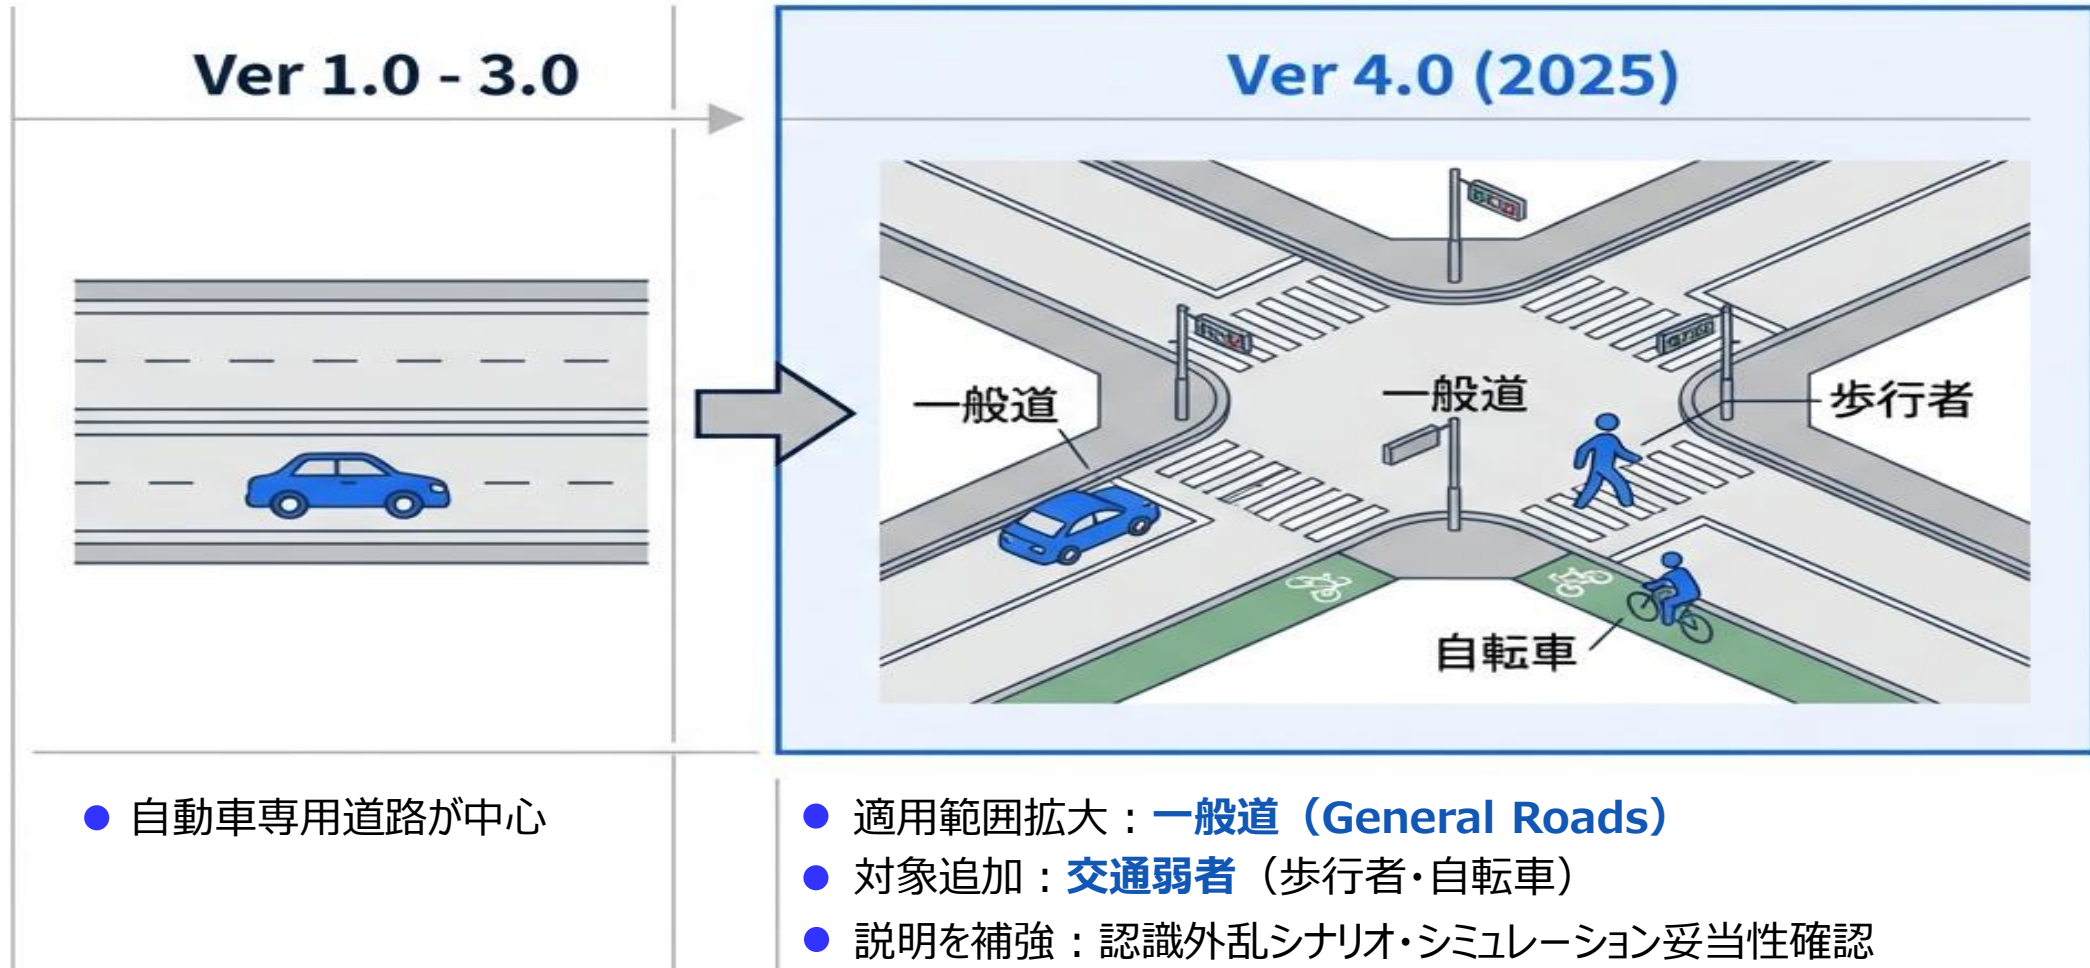 Ver 1.0 - 3.0
Ver 4.0 (2025)
一般道
一般道
歩行者
自転車
● 自動車専用道路が中心
● 適用範囲拡大：一般道（General Roads）
● 対象追加：交通弱者（歩行者・自転車）
● 説明を補強：認識外乱シナリオ・シミュレーション妥当性確認